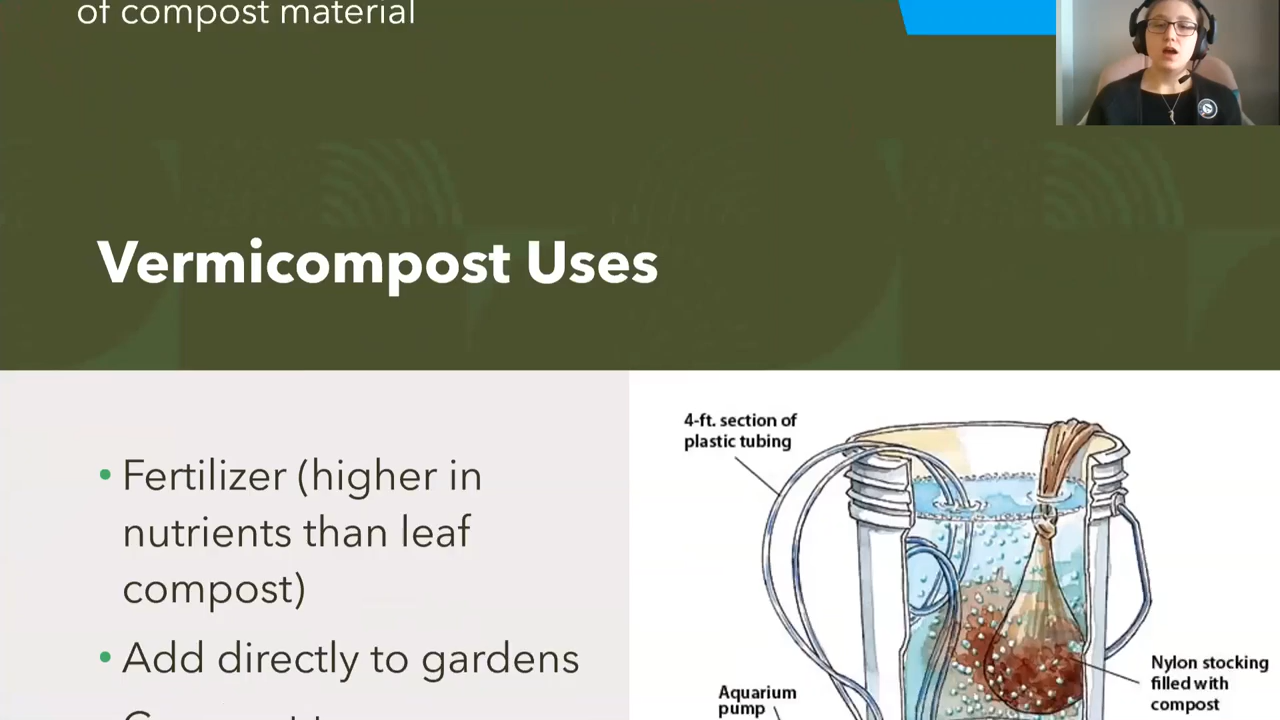 of compost material
Vermicompost Uses
• Fertilizer (higher in
nutrients than leaf
compost)
• Add directly to gardens
4-ft. section of
plastic tubing
Aquarium
pump
Nylon stocking
filled with
compost